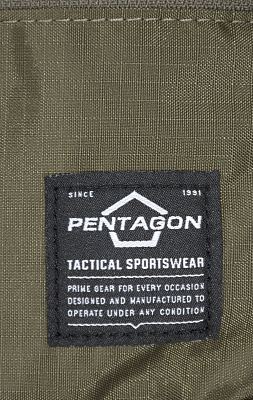 SINCE 1991
PENTAGON
TACTICAL SPORTSWEAR
PRIME GEAR FOR EVERY OCCASION
DESIGNED AND MANUFACTURED TO
OPERATE UNDER ANY CONDITION